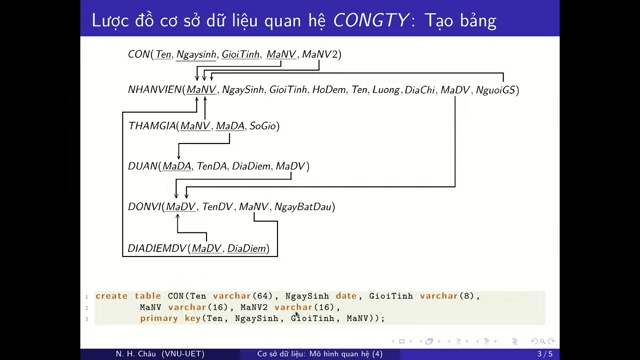 Lược đồ cơ sở dữ liệu quan hệ CONGTY: Tạo bảng
CON(Ten, Ngaysinh, GioiTinh, MaNV, MaNV2)
NHANVIEN(MaNV, NgaySinh, GioiTinh, HoDem, Ten, Luong, DiaChi, MaDV, NguoiGS)
THAMGIA(MaNV, MaDA, SoGio)
DUAN(MaDA, TenDA, DiaDiem, MaDV)
DONVI(MaDV, TenDV, MaNV, NgayBatDau)
DIADIEMDV(MaDV, DiaDiem)
1 create table CON(Ten varchar(64), NgaySinh date, GioiTinh varchar(8),
2 MaNV varchar(16), MaNV2 varchar(16),
3 primary key(Ten, NgaySinh, GioiTinh, MaNV));
N. H. Châu (VNU-UET) Cơ sở dữ liệu: Mô hình quan hệ (4) 3 / 5